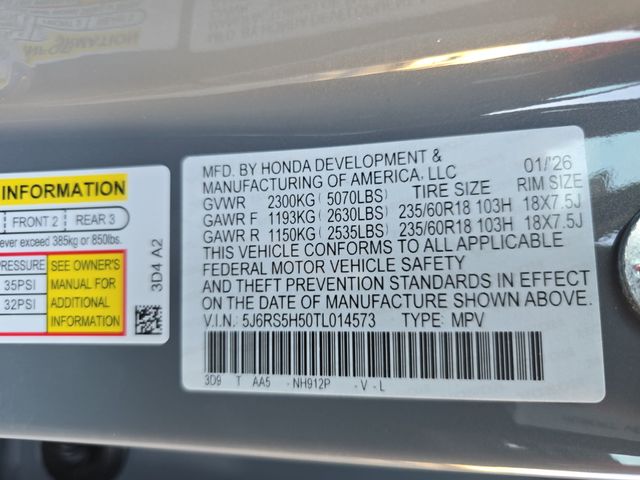 INFORMATION
FRONT 2 REAR 3
ever exceed 385kg or 850lbs.
PRESSURE SEE OWNER'S
35PSI MANUAL FOR
32PSI ADDITIONAL
INFORMATION
3D4 A2
MFD. BY HONDA DEVELOPMENT &
MANUFACTURING OF AMERICA, LLC 01/'26
GVWR 2300KG (5070LBS) TIRE SIZE RIM SIZE
GAWR F 1193KG (2630LBS) 235/60R18 103H 18X7.5J
GAWR R 1150KG (2535LBS) 235/60R18 103H 18X7.5J
THIS VEHICLE CONFORMS TO ALL APPLICABLE
FEDERAL MOTOR VEHICLE SAFETY
AND THEFT PREVENTION STANDARDS IN EFFECT
ON THE DATE OF MANUFACTURE SHOWN ABOVE.
V.I.N.: 5J6RS5H50TL014573 TYPE: MPV
3D9 T AA5 -NH912P -V-L